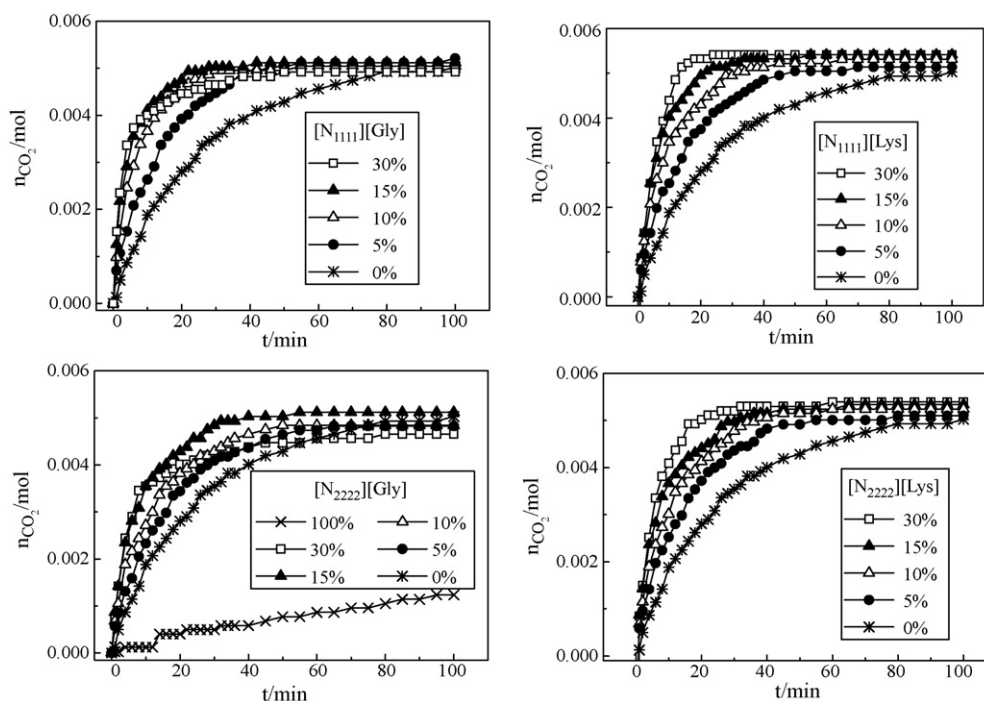 0.006
0.004
0.002
0.000
n_CO₂/mol
[N₁₁₁₁][Gly]
30%
15%
10%
5%
0%
0 20 40 60 80 100
t/min
0.006
0.004
0.002
0.000
n_CO₂/mol
[N₁₁₁₁][Lys]
30%
15%
10%
5%
0%
0 20 40 60 80 100
t/min
0.006
0.004
0.002
0.000
n_CO₂/mol
[N₂₂₂₂][Gly]
100% 10%
30% 5%
15% 0%
0 20 40 60 80 100
t/min
0.006
0.004
0.002
0.000
n_CO₂/mol
[N₂₂₂₂][Lys]
30%
15%
10%
5%
0%
0 20 40 60 80 100
t/min